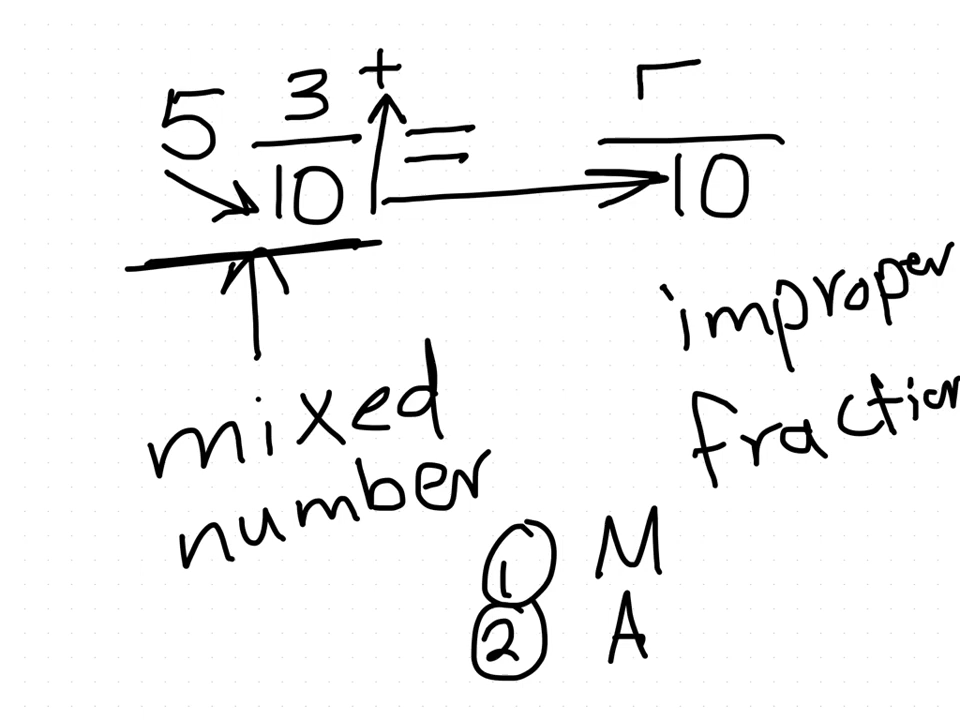 5 3/10 + = /10
improper
fraction
mixed
number
1 M
2 A